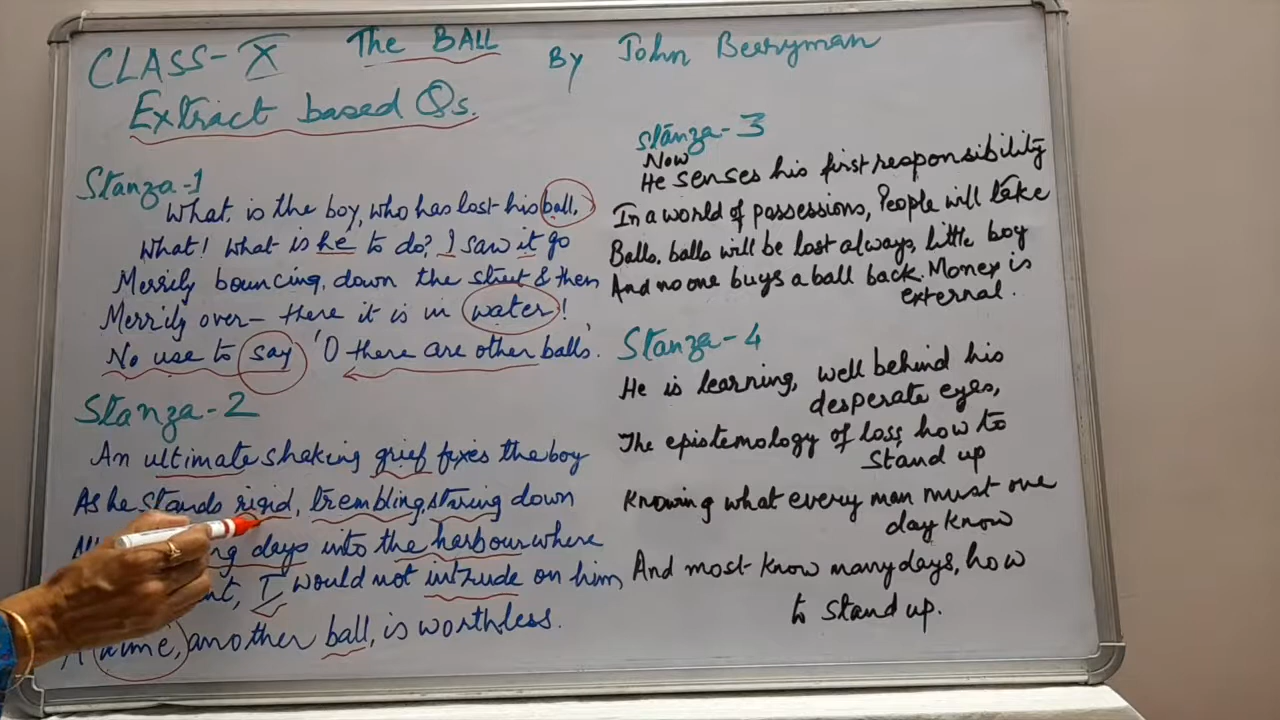 CLASS-X The BALL By John Berryman
Extract based Qs.
Stanza-1
What is the boy, who has lost his ball,
What! What is he to do? I saw it go
Merrily bouncing, down the street & then
Merrily over - there it is in water!
No use to say 'O there are other balls.'
Stanza-2
An ultimate shaking grief fixes the boy
As he stands rigid, trembling, staring down
days into the harbour where
I would not intrude on him,
A dime, another ball, is worthless.
Stanza-3
Now
He senses his first responsibility
In a world of possessions, People will take
Balls, balls will be lost always, little boy
And no one buys a ball back. Money is
external.
Stanza-4
He is learning, well behind his
desperate eyes,
The epistemology of loss, how to
Stand up
Knowing what every man must one
day know
And most know many days, how
to stand up.